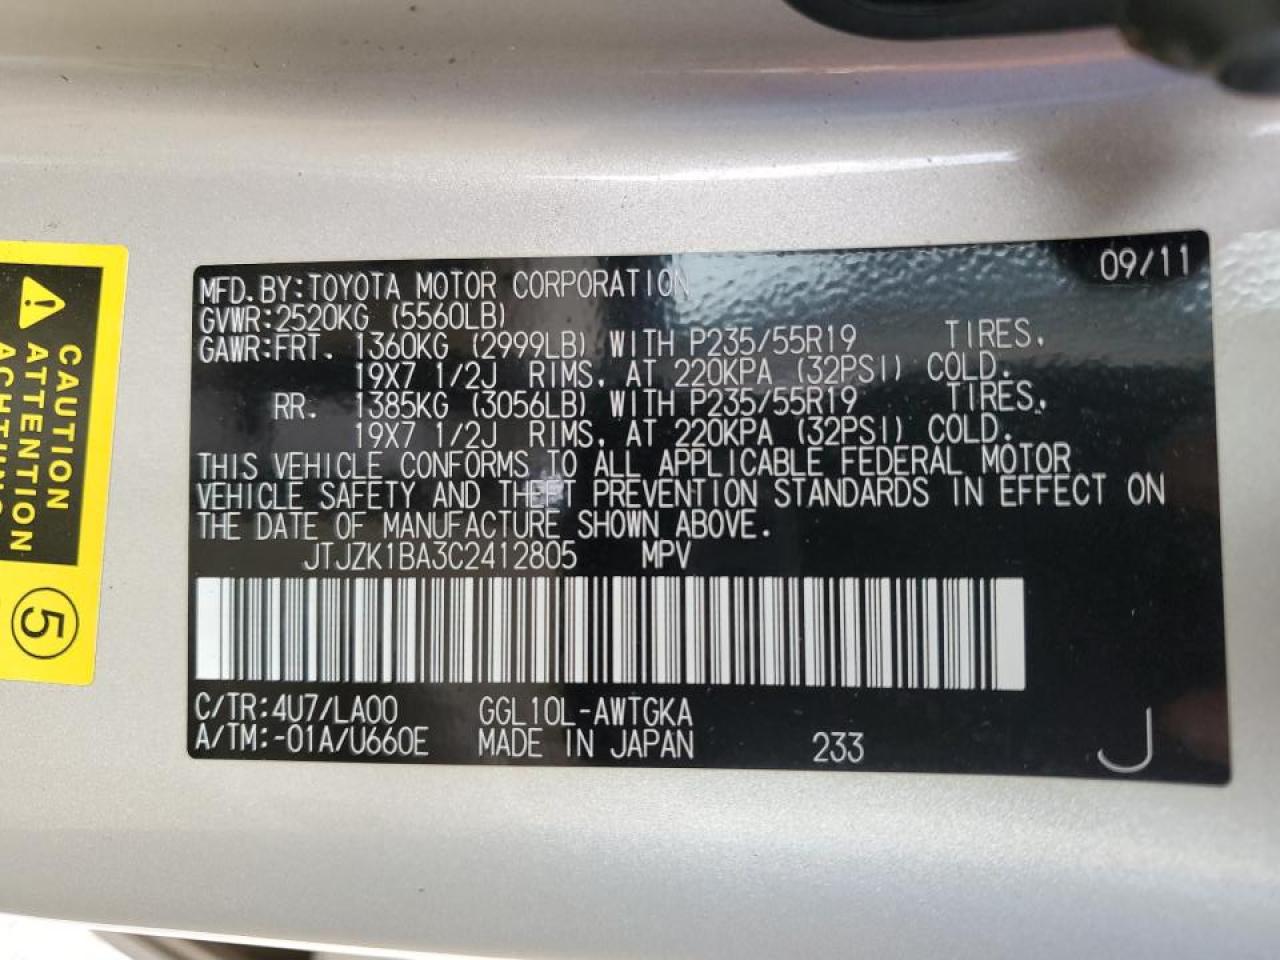 09/11
MFD.BY:TOYOTA MOTOR CORPORATION
GVWR:2520KG (5560LB)
GAWR:FRT. 1360KG (2999LB) WITH P235/55R19 TIRES,
19X7 1/2J RIMS, AT 220KPA (32PSI) COLD.
RR. 1385KG (3056LB) WITH P235/55R19 TIRES,
19X7 1/2J RIMS, AT 220KPA (32PSI) COLD.
THIS VEHICLE CONFORMS TO ALL APPLICABLE FEDERAL MOTOR
VEHICLE SAFETY AND THEFT PREVENTION STANDARDS IN EFFECT ON
THE DATE OF MANUFACTURE SHOWN ABOVE.
JTJZK1BA3C2412805 MPV
C/TR:4U7/LA00 GGL10L-AWTGKA
A/TM:-01A/U660E MADE IN JAPAN 233 J
CAUTION
ATTENTION
5